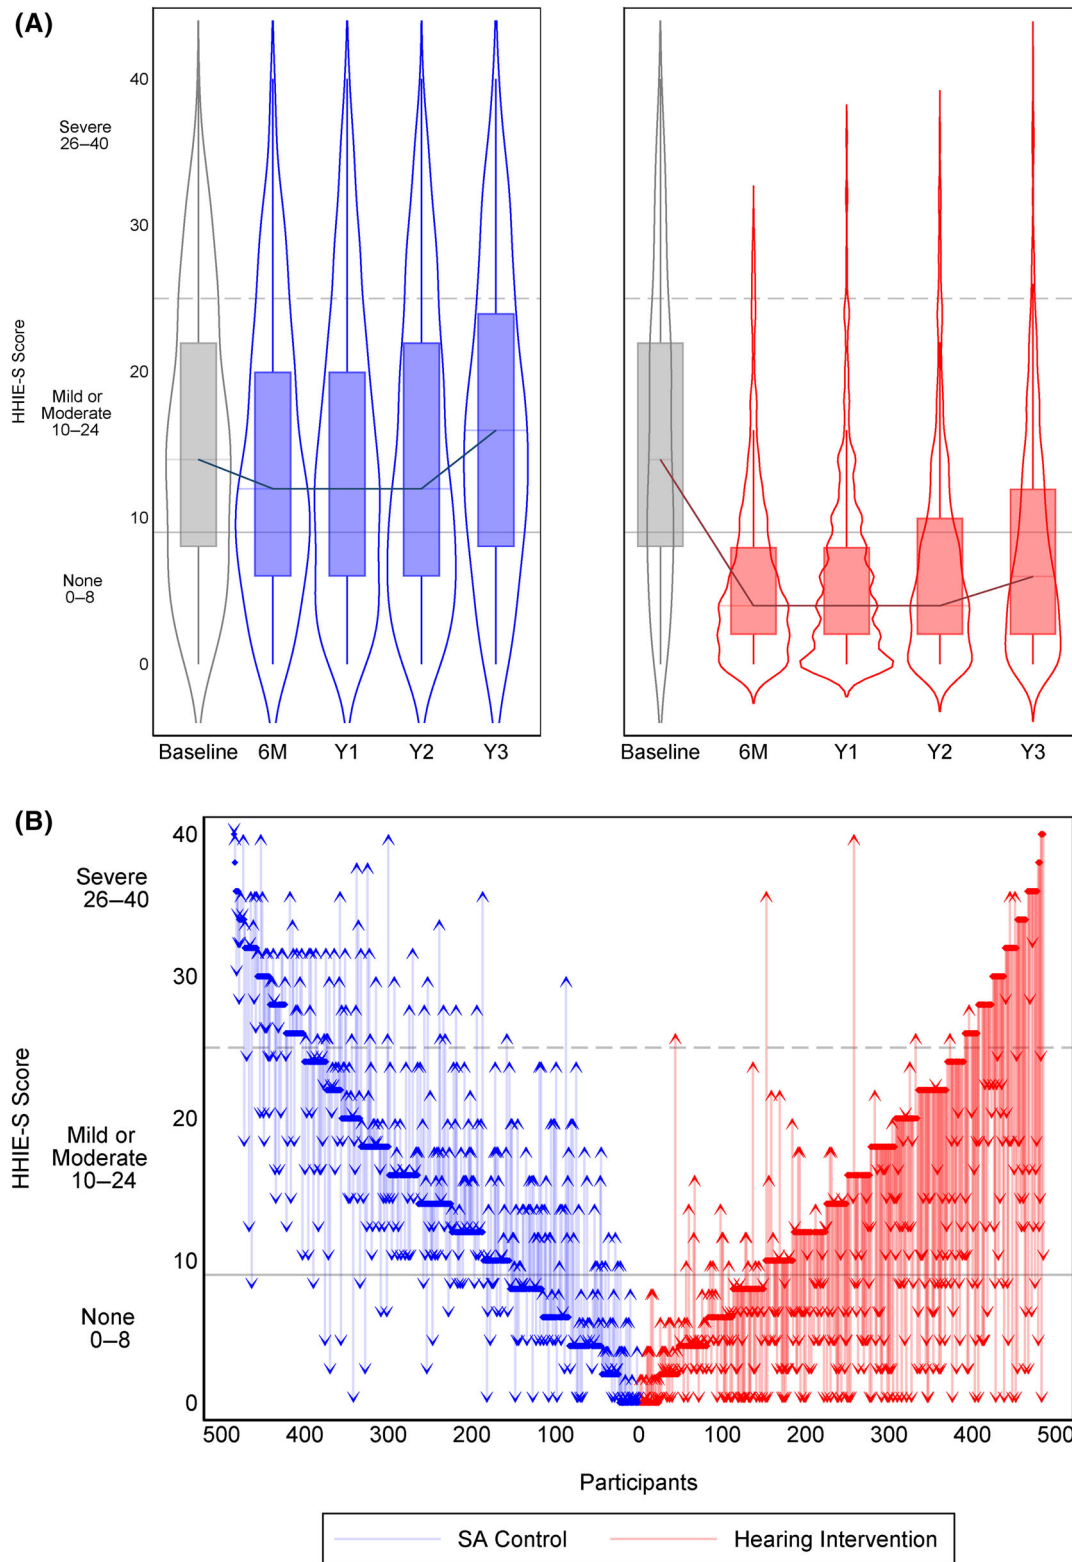 (A)
40
Severe
26–40
30
HHIE-S Score
20
Mild or
Moderate
10–24
10
None
0–8
0
Baseline 6M Y1 Y2 Y3
Baseline 6M Y1 Y2 Y3
(B)
40
Severe
26–40
30
HHIE-S Score
20
Mild or
Moderate
10–24
10
None
0–8
0
500 400 300 200 100 0 100 200 300 400 500
Participants
SA Control Hearing Intervention